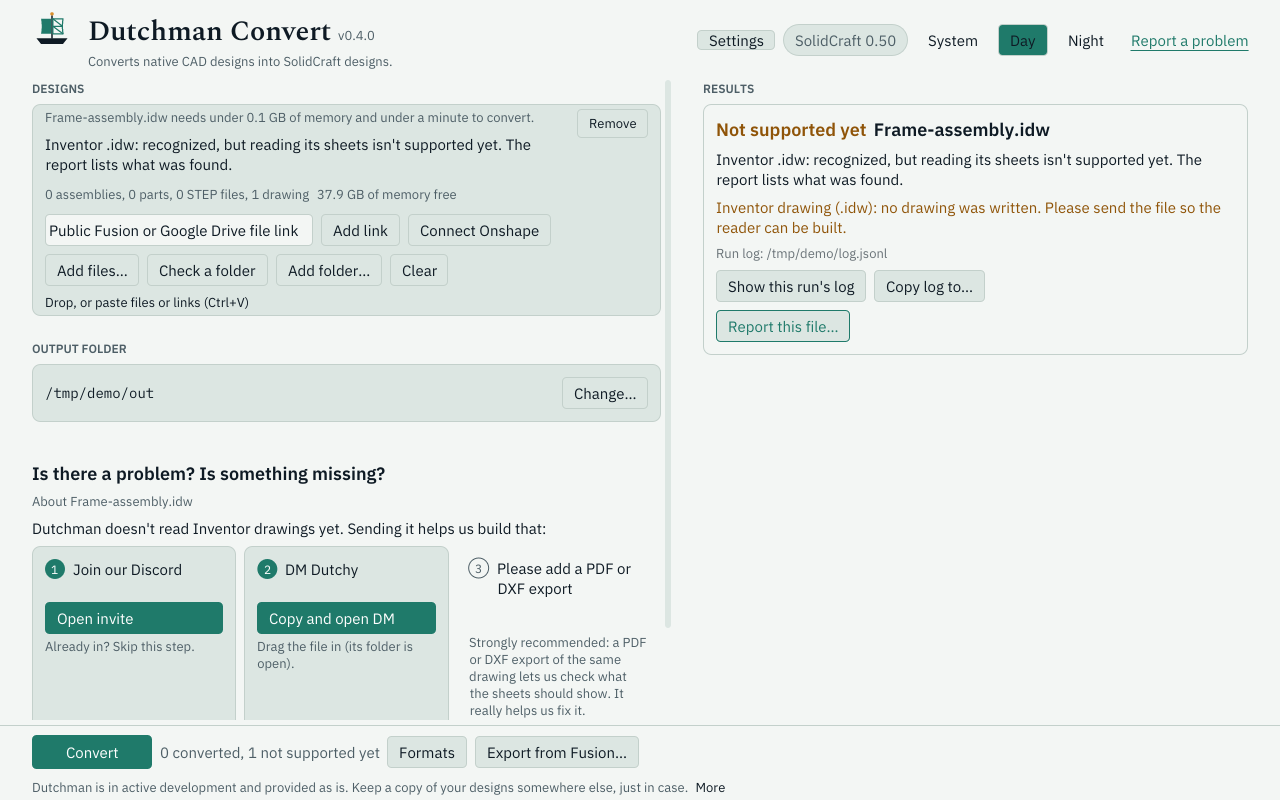 Dutchman Convert v0.4.0
Converts native CAD designs into SolidCraft designs.
Settings
SolidCraft 0.50
System
Day
Night
Report a problem
DESIGNS
Frame-assembly.idw needs under 0.1 GB of memory and under a minute to convert.
Remove
Inventor .idw: recognized, but reading its sheets isn't supported yet. The
report lists what was found.
0 assemblies, 0 parts, 0 STEP files, 1 drawing 37.9 GB of memory free
Public Fusion or Google Drive file link
Add link
Connect Onshape
Add files...
Check a folder
Add folder...
Clear
Drop, or paste files or links (Ctrl+V)
OUTPUT FOLDER
/tmp/demo/out
Change...
Is there a problem? Is something missing?
About Frame-assembly.idw
Dutchman doesn't read Inventor drawings yet. Sending it helps us build that:
1 Join our Discord
Open invite
Already in? Skip this step.
2 DM Dutchy
Copy and open DM
Drag the file in (its folder is
open).
3 Please add a PDF or
DXF export
Strongly recommended: a PDF
or DXF export of the same
drawing lets us check what
the sheets should show. It
really helps us fix it.
RESULTS
Not supported yet Frame-assembly.idw
Inventor .idw: recognized, but reading its sheets isn't supported yet. The
report lists what was found.
Inventor drawing (.idw): no drawing was written. Please send the file so the
reader can be built.
Run log: /tmp/demo/log.jsonl
Show this run's log
Copy log to...
Report this file...
Convert
0 converted, 1 not supported yet
Formats
Export from Fusion...
Dutchman is in active development and provided as is. Keep a copy of your designs somewhere else, just in case. More